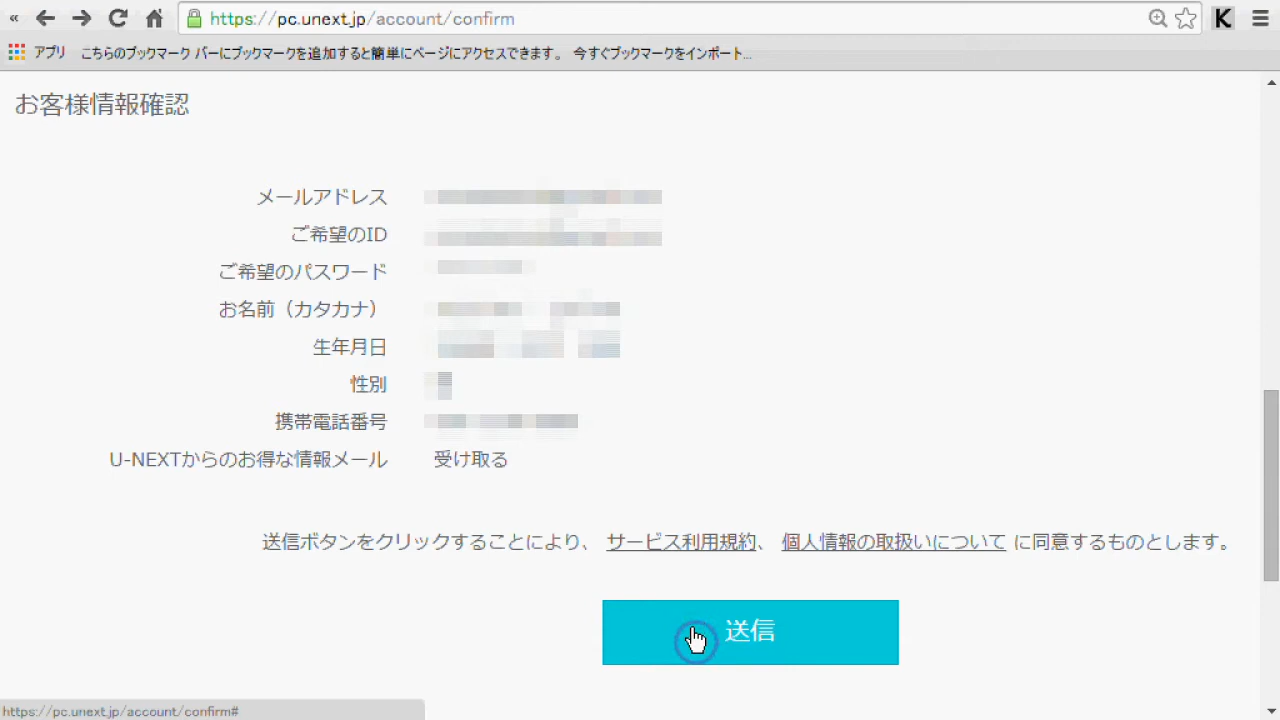 https://pc.unext.jp/account/confirm
K
アプリ こちらのブックマーク バーにブックマークを追加すると簡単にページにアクセスできます。 今すぐブックマークをインポート...
お客様情報確認
メールアドレス
ご希望のID
ご希望のパスワード
お名前（カタカナ）
生年月日
性別
携帯電話番号
U-NEXTからのお得な情報メール 受け取る
送信ボタンをクリックすることにより、 サービス利用規約、 個人情報の取扱いについて に同意するものとします。
送信
https://pc.unext.jp/account/confirm#